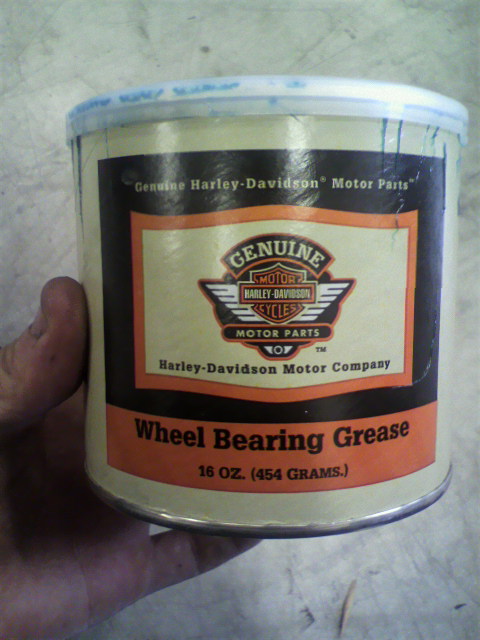 Genuine Harley-Davidson® Motor Parts™
GENUINE
MOTOR
HARLEY-DAVIDSON
CYCLES
MOTOR PARTS
TM
Harley-Davidson Motor Company
Wheel Bearing Grease
16 OZ. (454 GRAMS.)